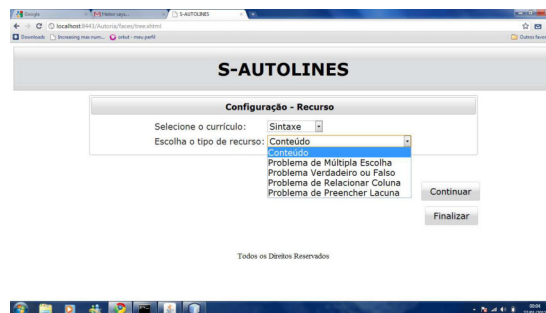 Google
Helen says...
S-AUTOLINES
localhost:8443/Autoria/faces/tree.xhtml
Downloads
Increasing max num...
orkut - meu perfil
Outros favor
S-AUTOLINES
Configuração - Recurso
Selecione o currículo:
Sintaxe
Escolha o tipo de recurso:
Conteúdo
Conteúdo
Problema de Múltipla Escolha
Problema Verdadeiro ou Falso
Problema de Relacionar Coluna
Problema de Preencher Lacuna
Continuar
Finalizar
Todos os Direitos Reservados
00:04